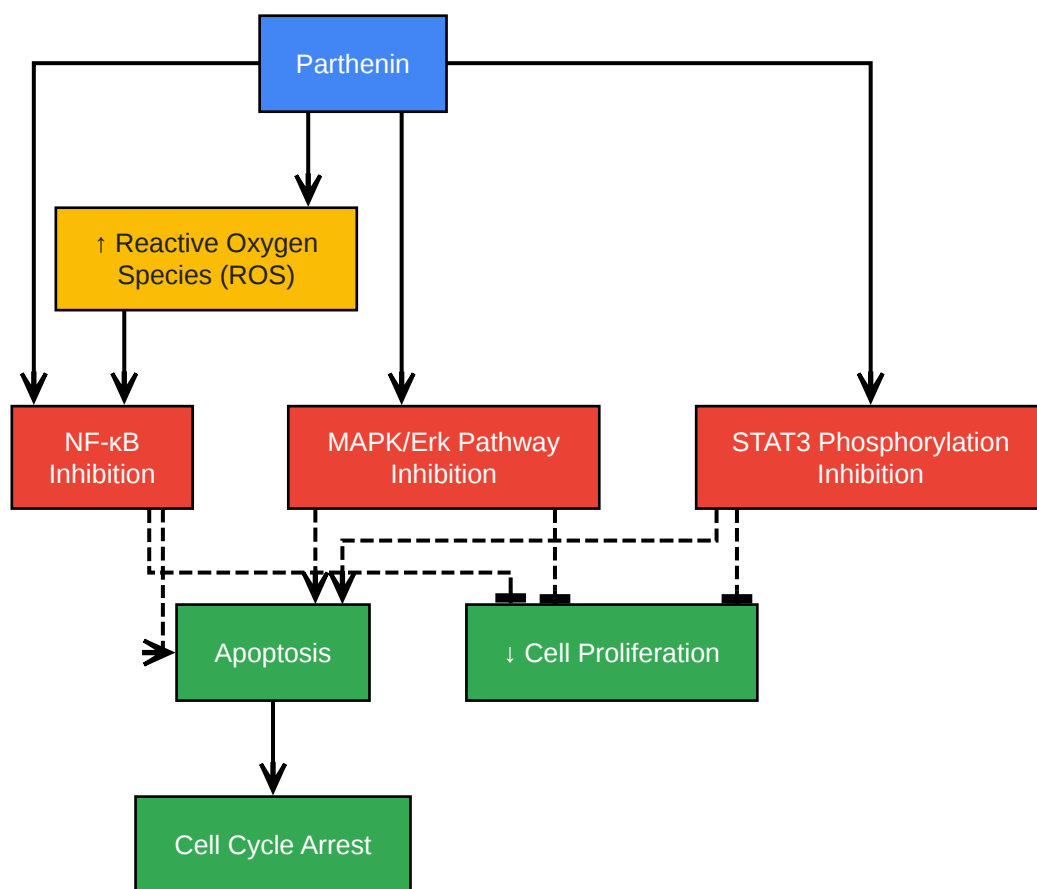 Parthenin
↑ Reactive Oxygen
Species (ROS)
NF-κB
Inhibition
MAPK/Erk Pathway
Inhibition
STAT3 Phosphorylation
Inhibition
Apoptosis
↓ Cell Proliferation
Cell Cycle Arrest